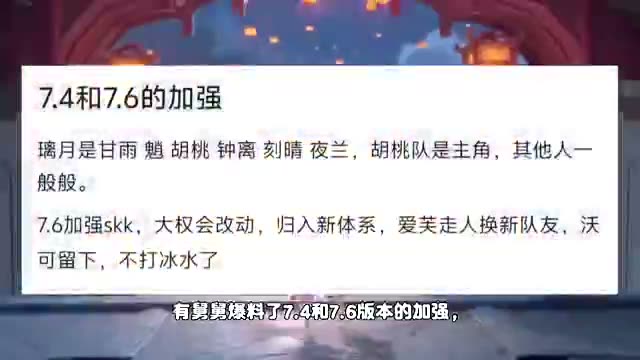 7.4和7.6的加强
璃月是甘雨 魈 胡桃 钟离 刻晴 夜兰，胡桃队是主角，其他人一
般般。
7.6加强skk，大权会改动，归入新体系，爱芙走人换新队友，沃
可留下，不打冰水了
有舅舅爆料了7.4和7.6版本的加强，